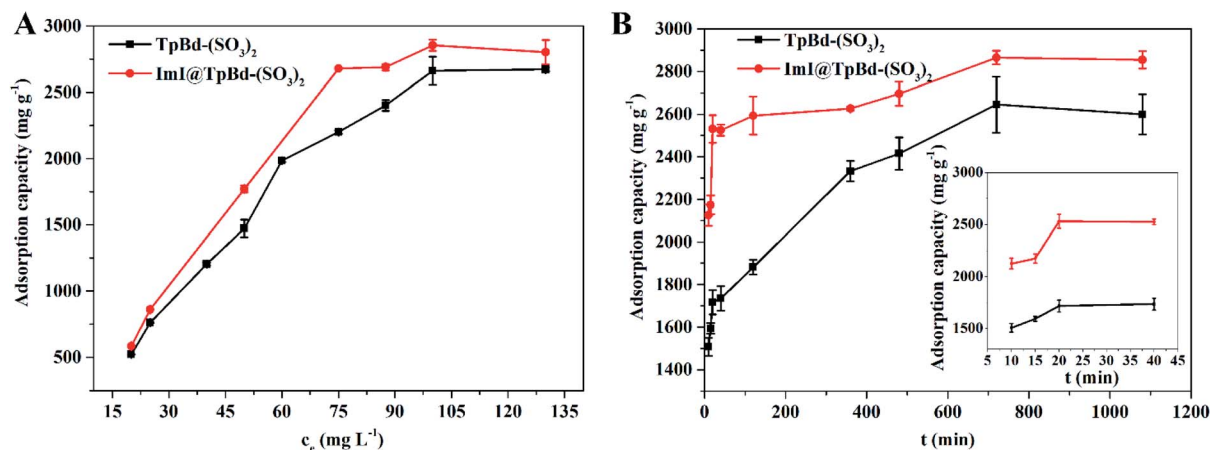 A
TpBd-(SO₃)₂
ImI@TpBd-(SO₃)₂
Adsorption capacity (mg g⁻¹)
3000
2500
2000
1500
1000
500
15 30 45 60 75 90 105 120 135
cₑ (mg L⁻¹)
B
TpBd-(SO₃)₂
ImI@TpBd-(SO₃)₂
Adsorption capacity (mg g⁻¹)
3000
2800
2600
2400
2200
2000
1800
1600
1400
0 200 400 600 800 1000 1200
t (min)
Adsorption capacity (mg g⁻¹)
3000
2500
2000
1500
5 10 15 20 25 30 35 40 45
t (min)